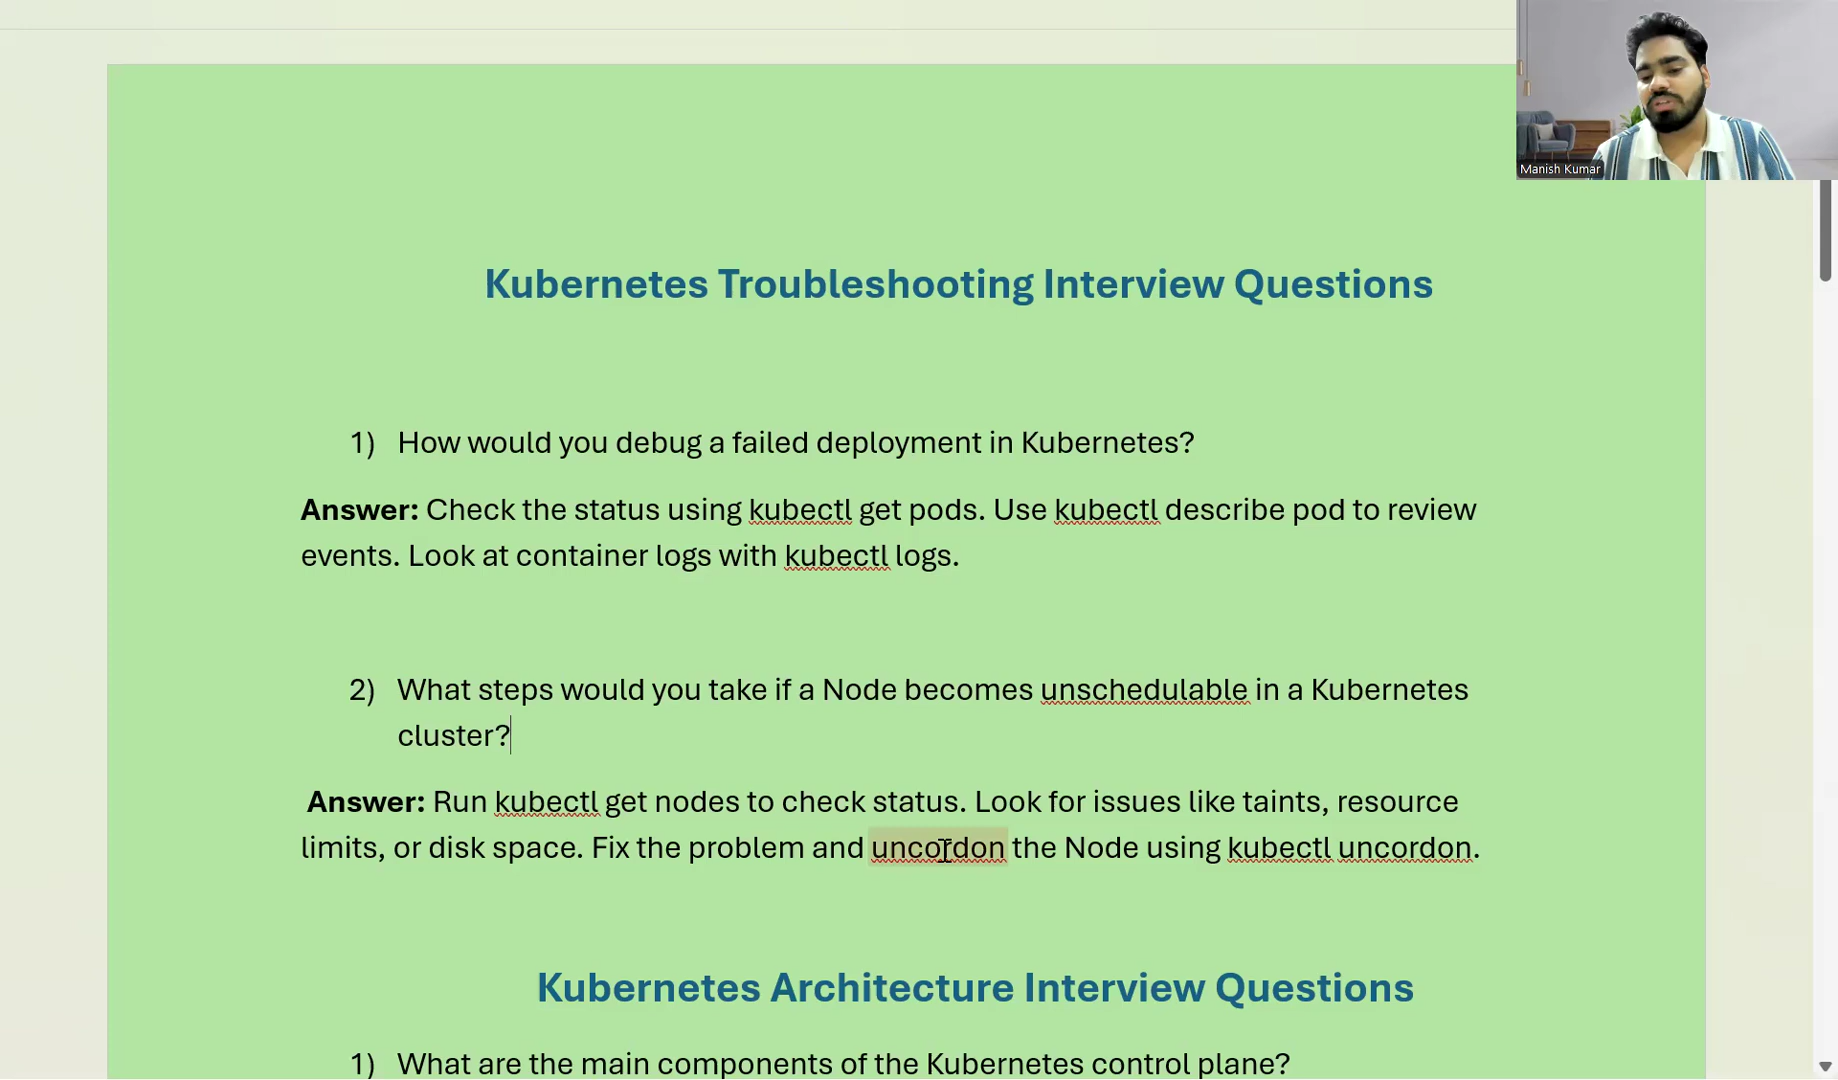 Manish Kumar
Kubernetes Troubleshooting Interview Questions
1) How would you debug a failed deployment in Kubernetes?
Answer: Check the status using kubectl get pods. Use kubectl describe pod to review
events. Look at container logs with kubectl logs.
2) What steps would you take if a Node becomes unschedulable in a Kubernetes
cluster?
Answer: Run kubectl get nodes to check status. Look for issues like taints, resource
limits, or disk space. Fix the problem and uncordon the Node using kubectl uncordon.
Kubernetes Architecture Interview Questions
1) What are the main components of the Kubernetes control plane?